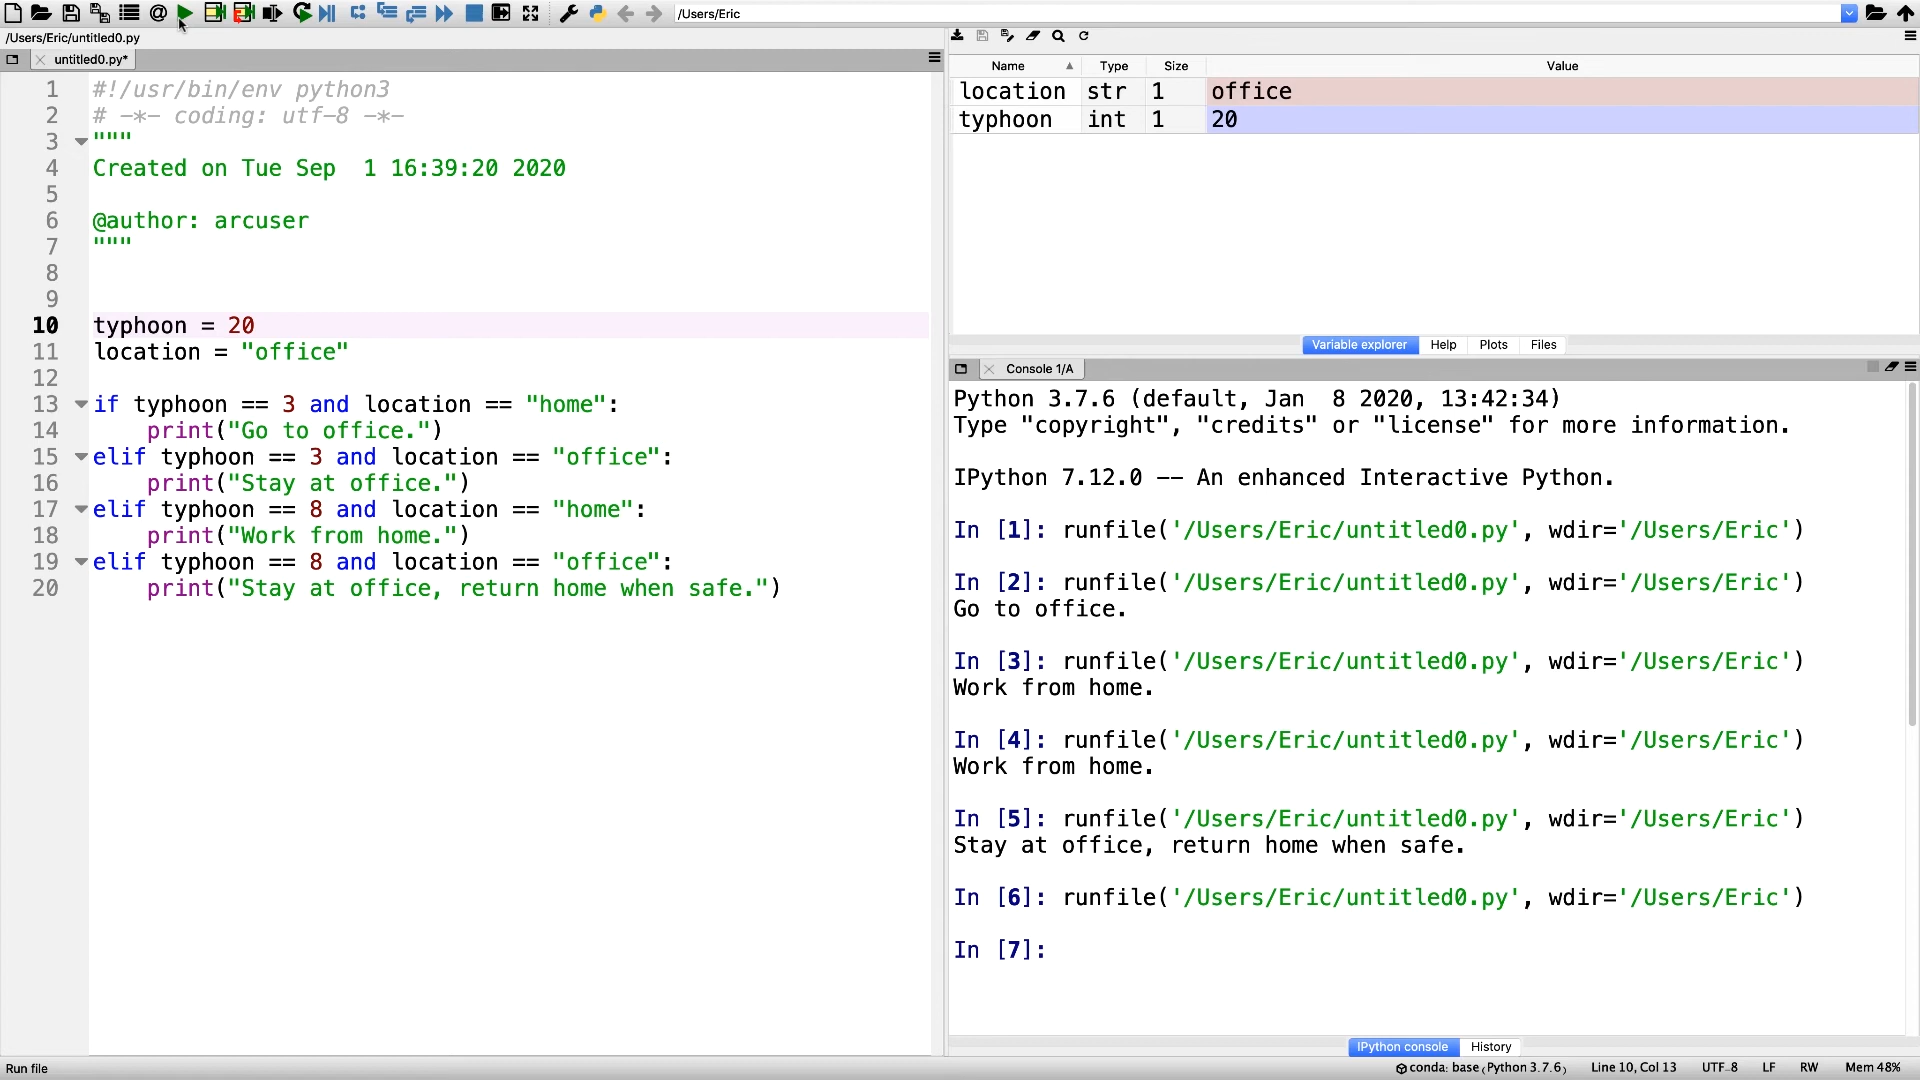 /Users/Eric
/Users/Eric/untitled0.py
untitled0.py*
1 #!/usr/bin/env python3
2 # -*- coding: utf-8 -*-
3 """
4 Created on Tue Sep  1 16:39:20 2020
5
6 @author: arcuser
7 """
8
9
10 typhoon = 20
11 location = "office"
12
13 if typhoon == 3 and location == "home":
14     print("Go to office.")
15 elif typhoon == 3 and location == "office":
16     print("Stay at office.")
17 elif typhoon == 8 and location == "home":
18     print("Work from home.")
19 elif typhoon == 8 and location == "office":
20     print("Stay at office, return home when safe.")
Name Type Size Value
location str 1 office
typhoon int 1 20
Variable explorer Help Plots Files
Console 1/A
Python 3.7.6 (default, Jan  8 2020, 13:42:34)
Type "copyright", "credits" or "license" for more information.
IPython 7.12.0 -- An enhanced Interactive Python.
In [1]: runfile('/Users/Eric/untitled0.py', wdir='/Users/Eric')
In [2]: runfile('/Users/Eric/untitled0.py', wdir='/Users/Eric')
Go to office.
In [3]: runfile('/Users/Eric/untitled0.py', wdir='/Users/Eric')
Work from home.
In [4]: runfile('/Users/Eric/untitled0.py', wdir='/Users/Eric')
Work from home.
In [5]: runfile('/Users/Eric/untitled0.py', wdir='/Users/Eric')
Stay at office, return home when safe.
In [6]: runfile('/Users/Eric/untitled0.py', wdir='/Users/Eric')
In [7]:
IPython console History
Run file
conda: base (Python 3.7.6) Line 10, Col 13 UTF-8 LF RW Mem 48%